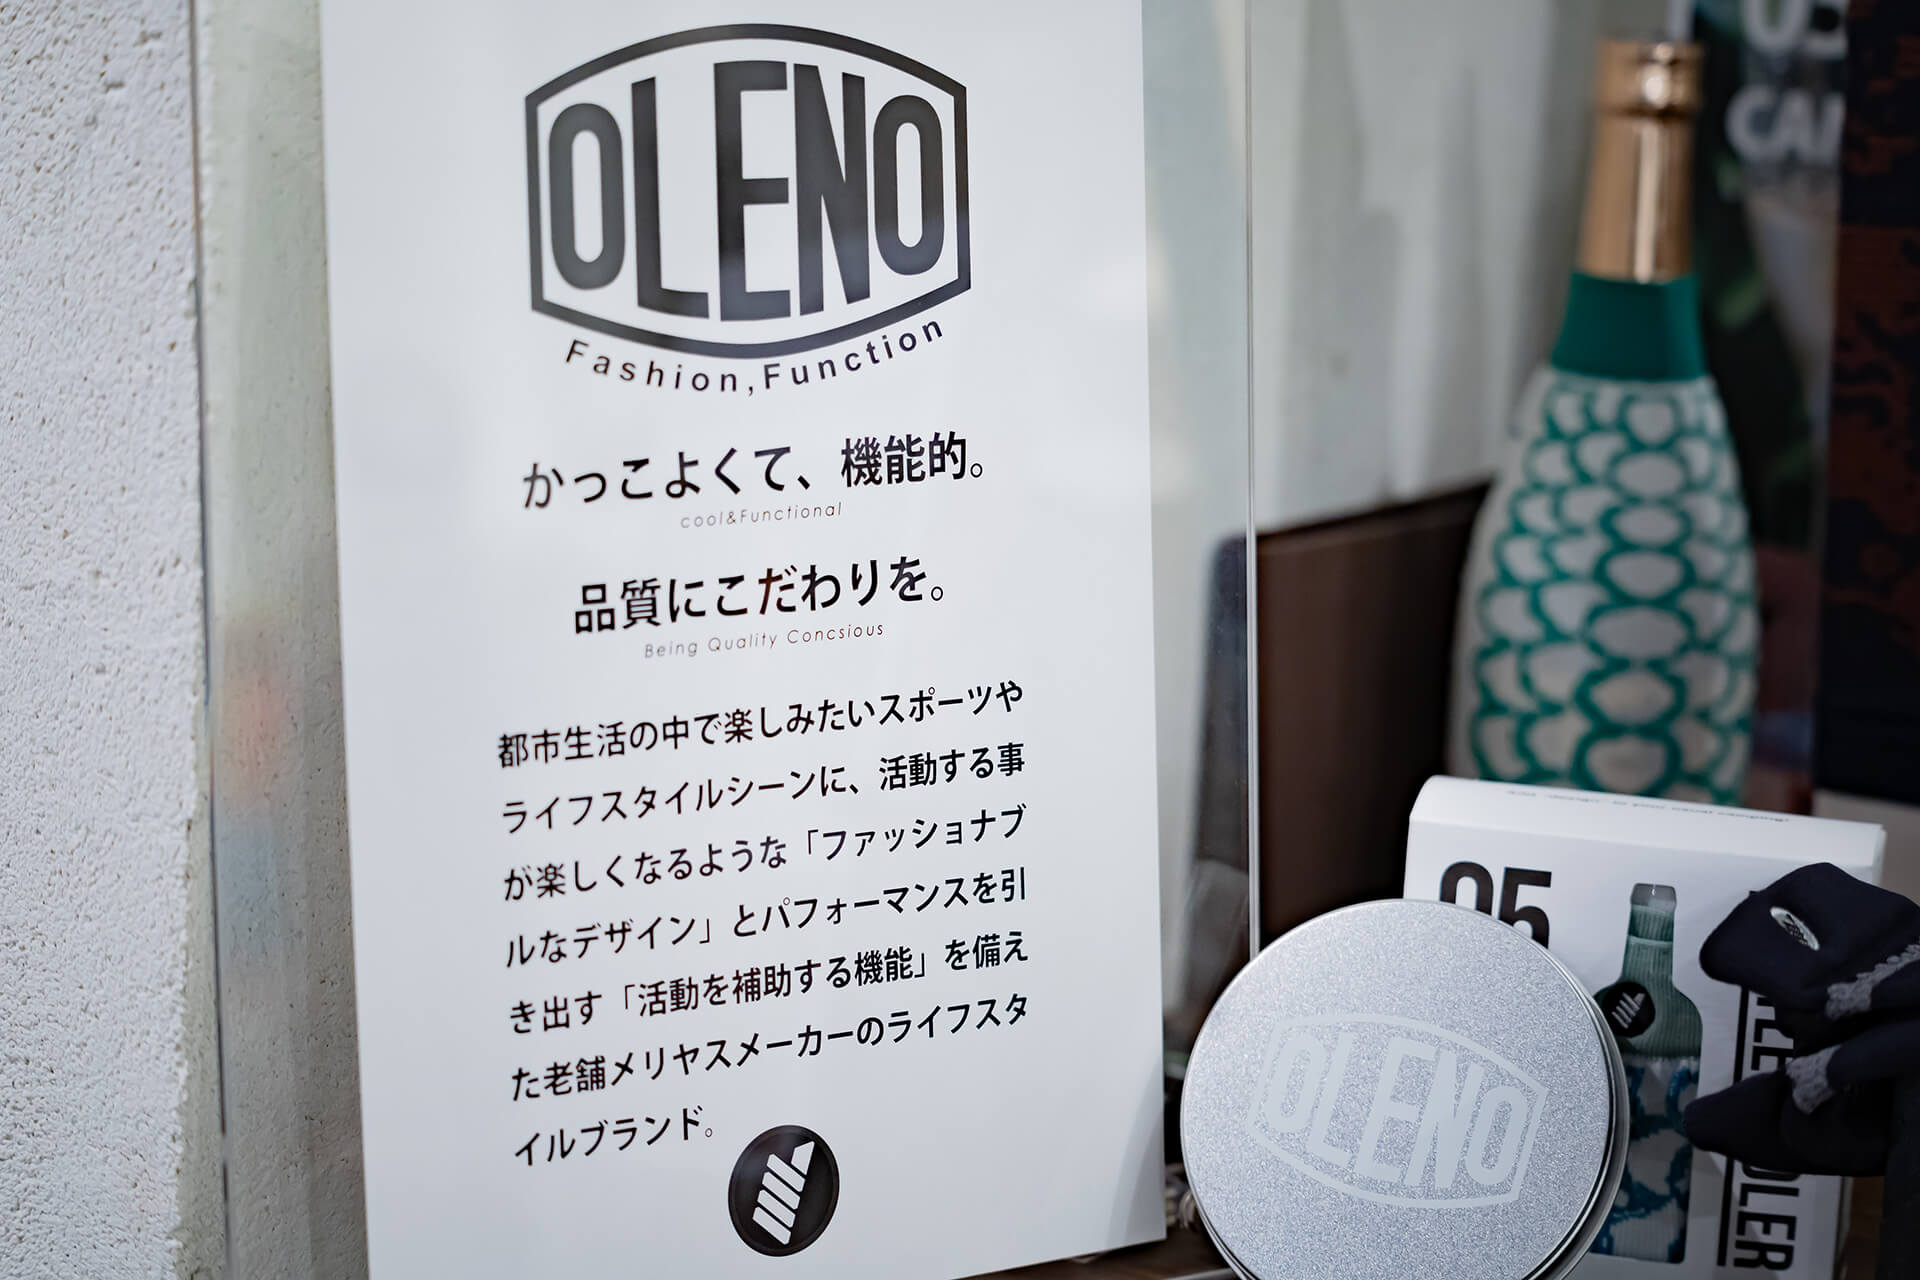 OLENO
Fashion,Function
かっこよくて、機能的。
cool&Functional
品質にこだわりを。
Being Quality Concsious
都市生活の中で楽しみたいスポーツや
ライフスタイルシーンに、活動する事
が楽しくなるような「ファッショナブ
ルなデザイン」とパフォーマンスを引
き出す「活動を補助する機能」を備え
た老舗メリヤスメーカーのライフスタ
イルブランド。
OLENO
05
CAM